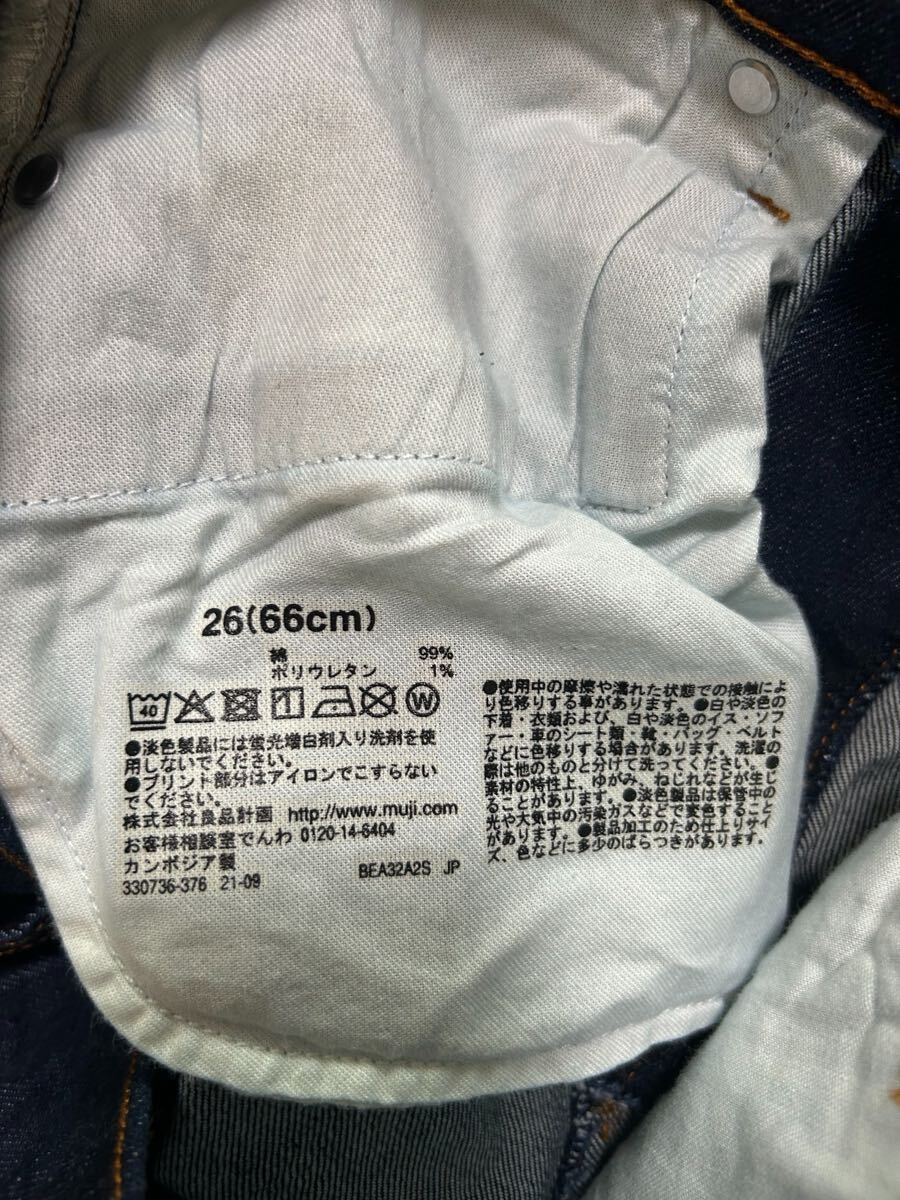 26(66cm)
綿 99%
ポリウレタン 1%
40
W
●淡色製品には蛍光増白剤入り洗剤を使
用しないでください。
●プリント部分はアイロンでこすらない
でください。
株式会社良品計画 http://www.muji.com
お客様相談室でんわ 0120-14-6404
カンボジア製
330736-376 21-09 BEA32A2S JP
●使用中の摩擦や濡れた状態での接触によ
り色移りする事があります。●白や淡色の
下着・衣類および、白や淡色のイス・ソフ
ァー・車のシート類・靴・バッグ・ベルト
などに色移りする場合があります。洗濯の
際は他のものと分けて洗ってください。●
素材の特性上、ゆがみ、ねじれなどが生じ
ることがあります。●淡色製品は保管中の
光や大気中の汚染ガスなどで変色すること
があります。●製品加工のため仕上りサイ
ズ、色などに多少のばらつきがあります。